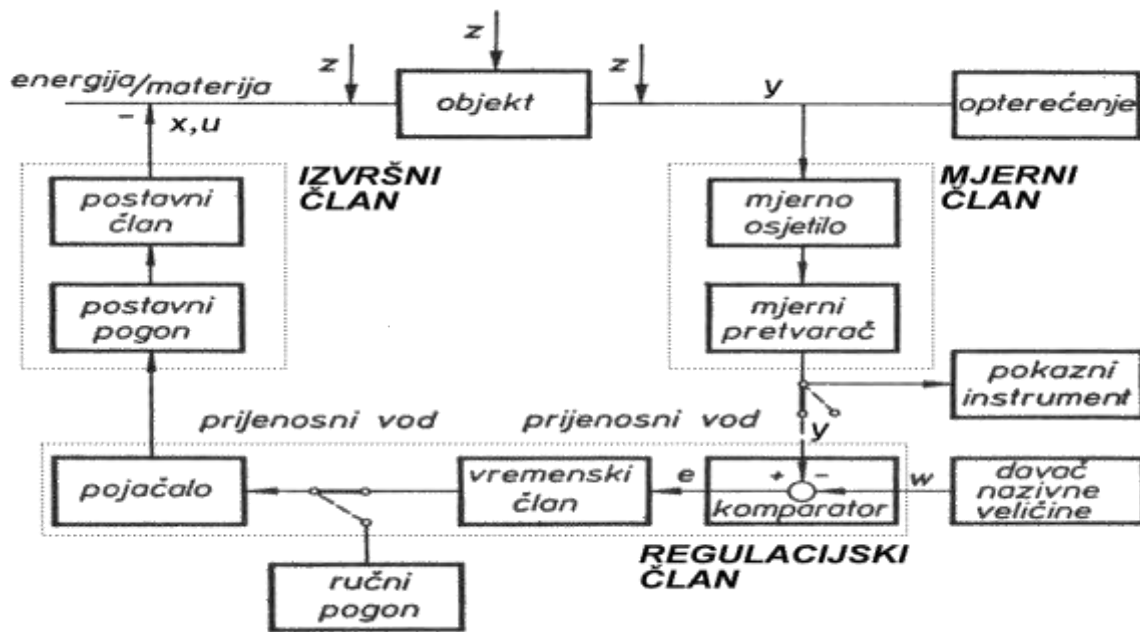 z
z
z
energija/materija
objekt
y
opterećenje
-
x,u
IZVRŠNI
ČLAN
MJERNI
ČLAN
postavni
član
mjerno
osjetilo
postavni
pogon
mjerni
pretvarač
pokazni
instrument
prijenosni vod
prijenosni vod
y
pojačalo
vremenski
član
e
+ -
komparator
w
davač
nazivne
veličine
REGULACIJSKI
ČLAN
ručni
pogon